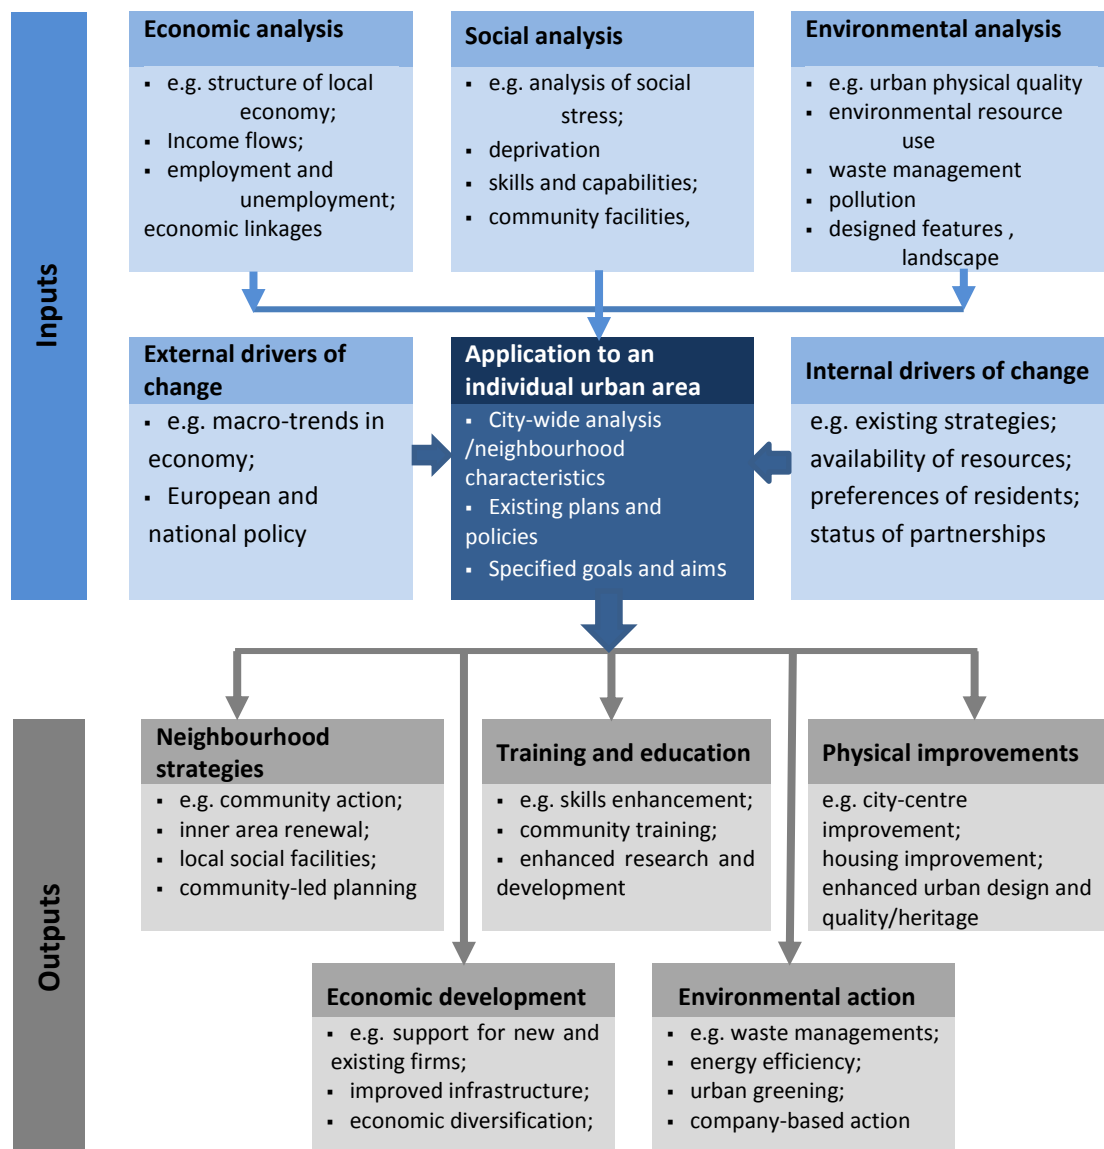 Inputs
Economic analysis
▪ e.g. structure of local
economy;
▪ Income flows;
▪ employment and
unemployment;
economic linkages
Social analysis
▪ e.g. analysis of social
stress;
▪ deprivation
▪ skills and capabilities;
▪ community facilities,
Environmental analysis
▪ e.g. urban physical quality
▪ environmental resource
use
▪ waste management
▪ pollution
▪ designed features ,
landscape
External drivers of
change
▪ e.g. macro-trends in
economy;
▪ European and
national policy
Application to an
individual urban area
▪ City-wide analysis
/neighbourhood
characteristics
▪ Existing plans and
policies
▪ Specified goals and aims
Internal drivers of change
e.g. existing strategies;
availability of resources;
preferences of residents;
status of partnerships
Outputs
Neighbourhood
strategies
▪ e.g. community action;
▪ inner area renewal;
▪ local social facilities;
▪ community-led planning
Training and education
▪ e.g. skills enhancement;
▪ community training;
▪ enhanced research and
development
Physical improvements
e.g. city-centre
improvement;
housing improvement;
enhanced urban design and
quality/heritage
Economic development
▪ e.g. support for new and
existing firms;
▪ improved infrastructure;
▪ economic diversification;
Environmental action
▪ e.g. waste managements;
▪ energy efficiency;
▪ urban greening;
▪ company-based action